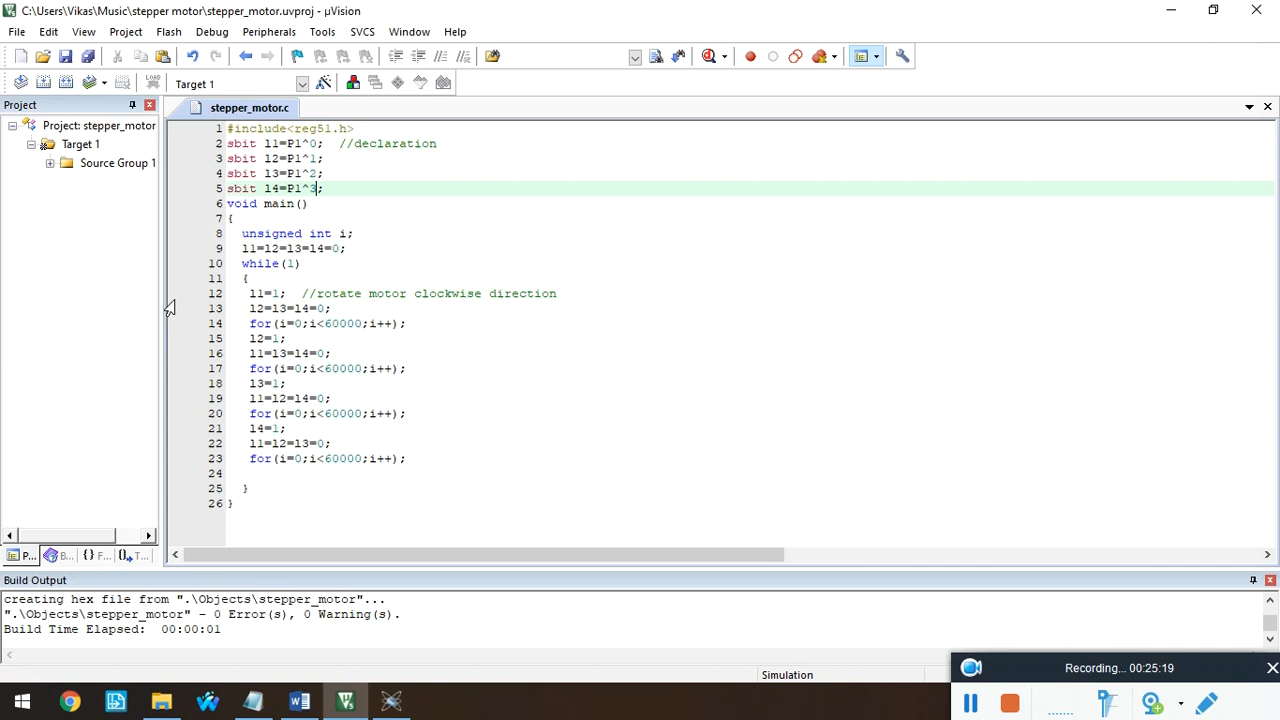 C:\Users\Vikas\Music\stepper motor\stepper_motor.uvproj - µVision
File Edit View Project Flash Debug Peripherals Tools SVCS Window Help
LOAD Target 1
Project
stepper_motor.c
Project: stepper_motor
Target 1
Source Group 1
1 #include<reg51.h>
2 sbit l1=P1^0;  //declaration
3 sbit l2=P1^1;
4 sbit l3=P1^2;
5 sbit l4=P1^3;
6 void main()
7 {
8   unsigned int i;
9   l1=l2=l3=l4=0;
10   while(1)
11   {
12    l1=1;  //rotate motor clockwise direction
13    l2=l3=l4=0;
14    for(i=0;i<60000;i++);
15    l2=1;
16    l1=l3=l4=0;
17    for(i=0;i<60000;i++);
18    l3=1;
19    l1=l2=l4=0;
20    for(i=0;i<60000;i++);
21    l4=1;
22    l1=l2=l3=0;
23    for(i=0;i<60000;i++);
24
25   }
26 }
P... B... {} F... T...
Build Output
creating hex file from ".\Objects\stepper_motor"...
".\Objects\stepper_motor" - 0 Error(s), 0 Warning(s).
Build Time Elapsed:  00:00:01
Simulation
Recording... 00:25:19